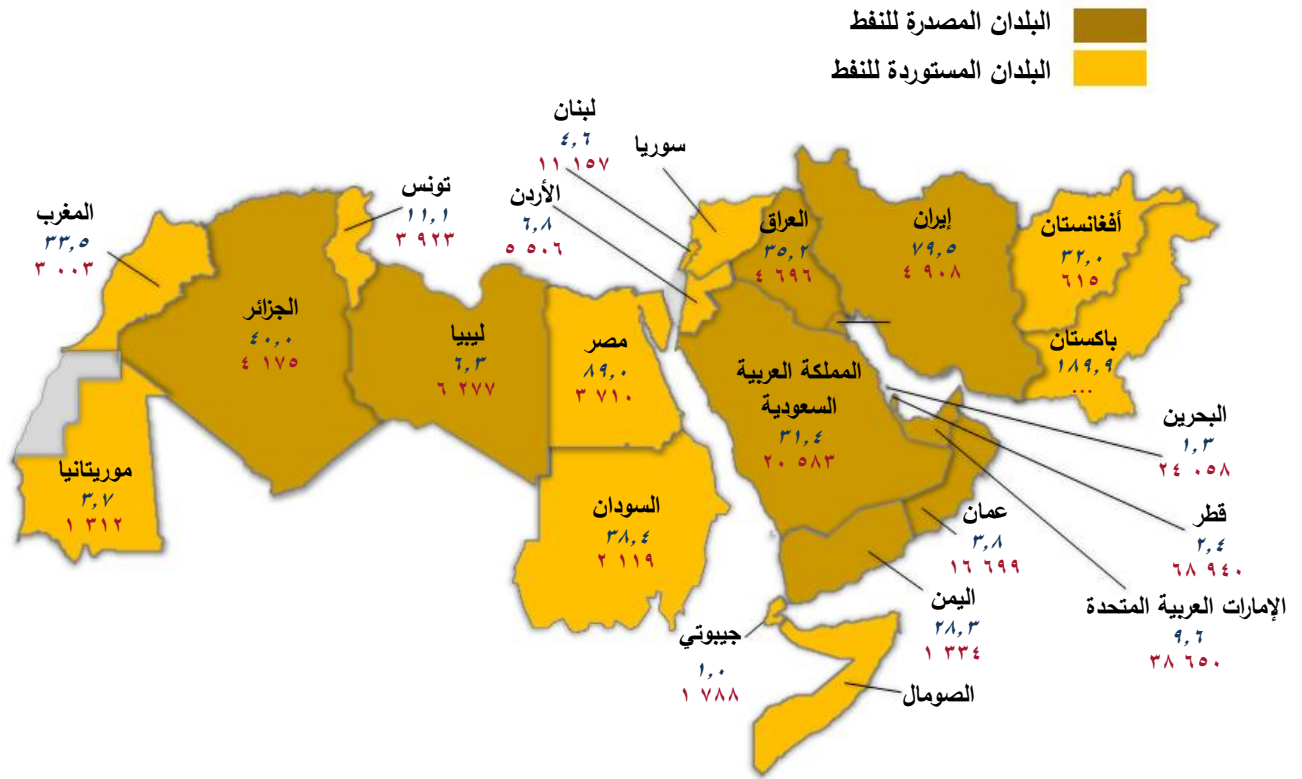 البلدان المصدرة للنفط
البلدان المستوردة للنفط
لبنان
٤,٦
١١ ١٥٧
سوريا
الأردن
٦,٨
٥ ٥٠٦
تونس
١١,١
٣ ٩٢٣
المغرب
٣٣,٥
٣ ٠٠٣
العراق
٣٥,٢
٤ ٦٩٦
إيران
٧٩,٥
٤ ٩٠٨
أفغانستان
٣٢,٠
٦١٥
الجزائر
٤٠,٠
٤ ١٧٥
ليبيا
٦,٣
٦ ٢٧٧
مصر
٨٩,٠
٣ ٧١٠
المملكة العربية
السعودية
٣١,٤
٢٠ ٥٨٣
باكستان
١٨٩,٩
...
البحرين
١,٣
٢٤ ٠٥٨
موريتانيا
٣,٧
١ ٣١٢
السودان
٣٨,٤
٢ ١١٩
عمان
٣,٨
١٦ ٦٩٩
قطر
٢,٤
٦٨ ٩٤٠
اليمن
٢٨,٣
١ ٣٣٤
الإمارات العربية المتحدة
٩,٦
٣٨ ٦٥٠
جيبوتي
١,٠
١ ٧٨٨
الصومال